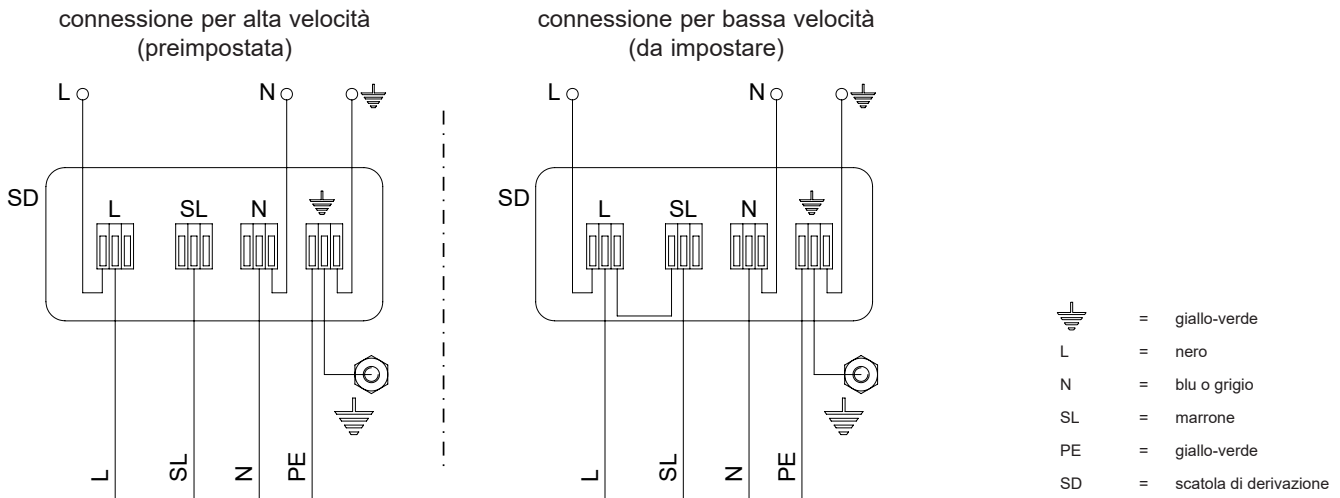 connessione per alta velocità
(preimpostata)
L
N
SD
L
SL
N
L
SL
N
PE
connessione per bassa velocità
(da impostare)
L
N
SD
L
SL
N
L
SL
N
PE
= giallo-verde
L = nero
N = blu o grigio
SL = marrone
PE = giallo-verde
SD = scatola di derivazione